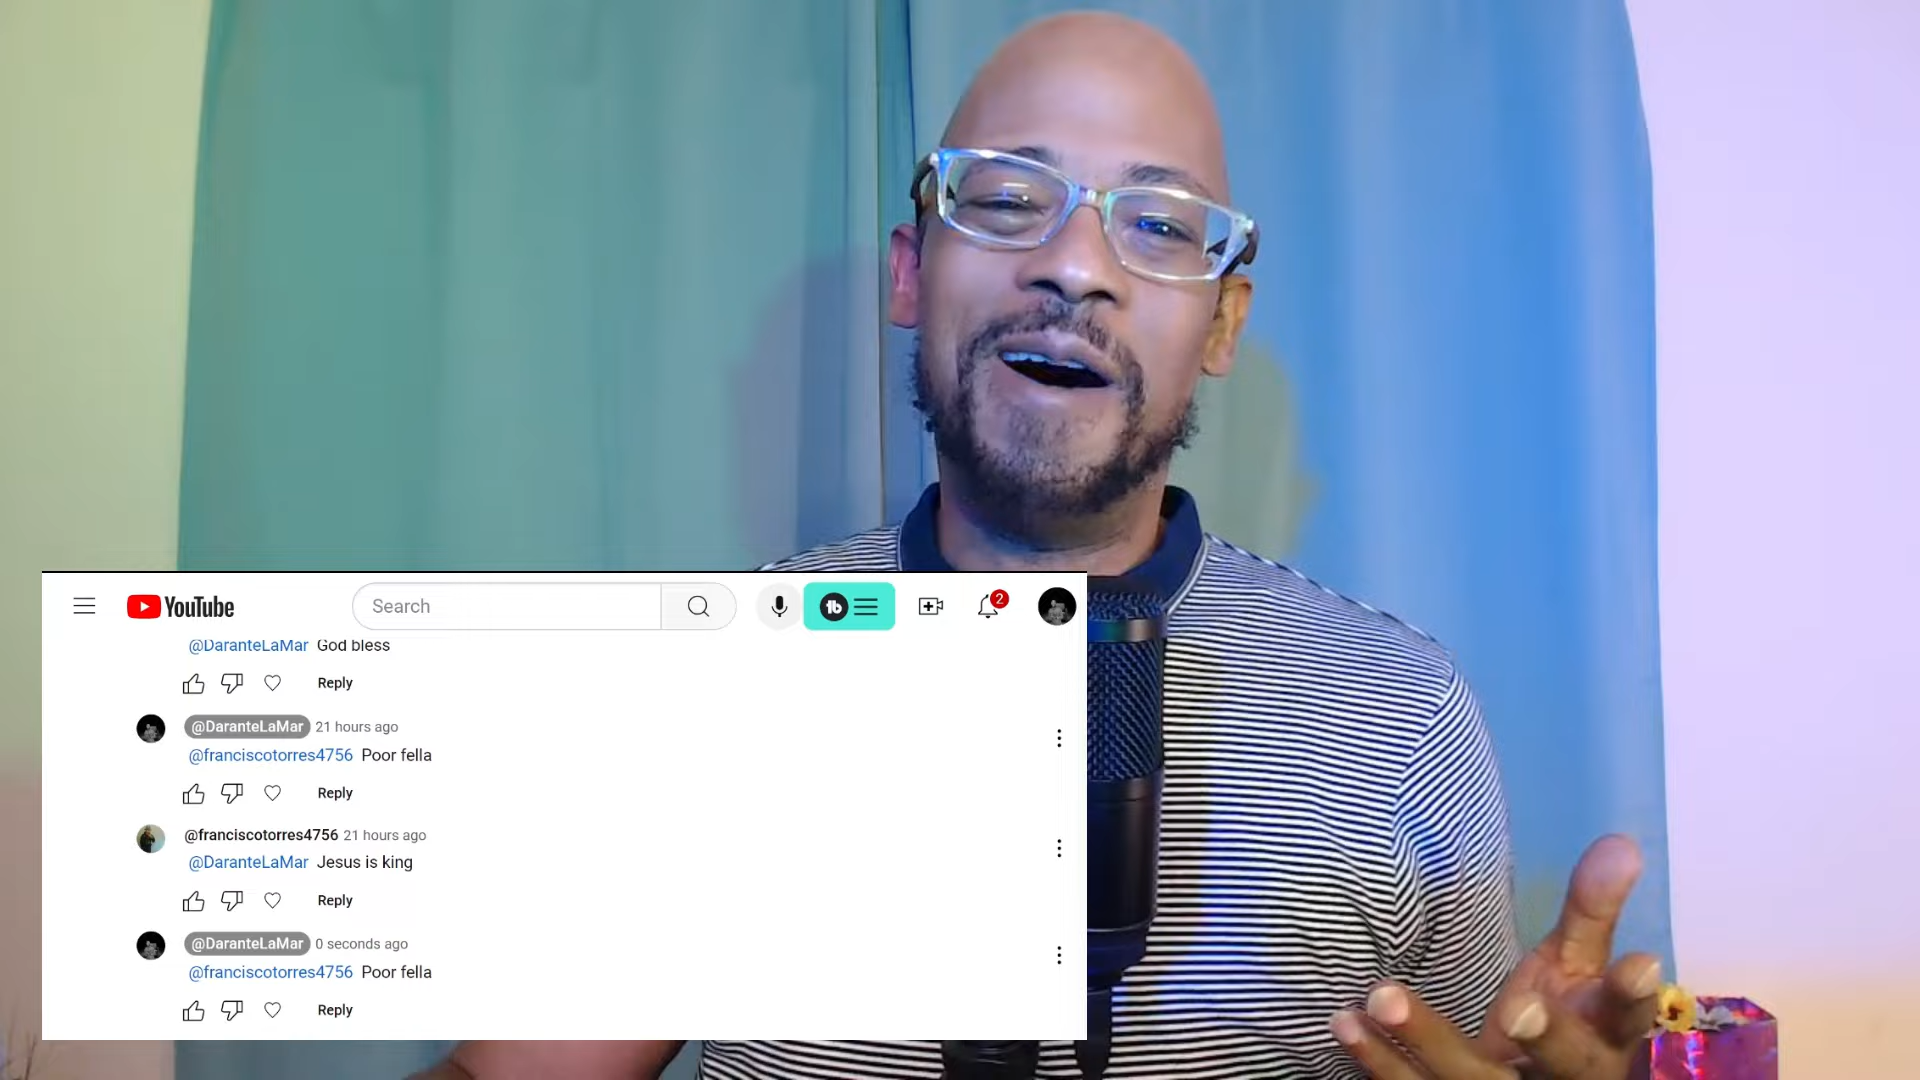 YouTube
Search
tb
2
@DaranteLaMar God bless
Reply
@DaranteLaMar 21 hours ago
@franciscotorres4756 Poor fella
Reply
@franciscotorres4756 21 hours ago
@DaranteLaMar Jesus is king
Reply
@DaranteLaMar 0 seconds ago
@franciscotorres4756 Poor fella
Reply